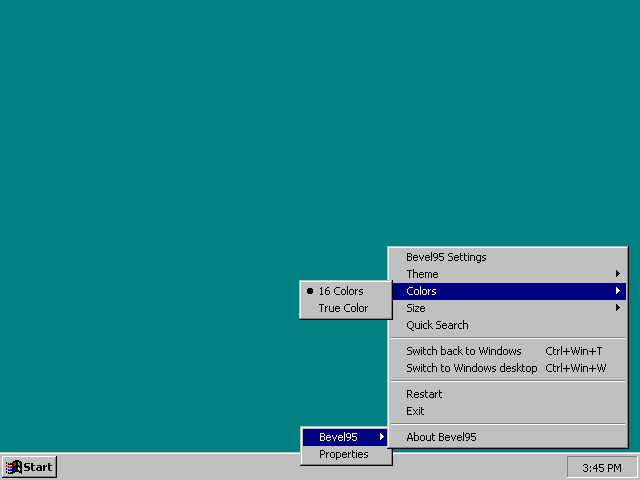 Bevel95 Settings
Theme
Colors
Size
Quick Search
Switch back to Windows Ctrl+Win+T
Switch to Windows desktop Ctrl+Win+W
Restart
Exit
About Bevel95
16 Colors
True Color
Bevel95
Properties
Start
3:45 PM